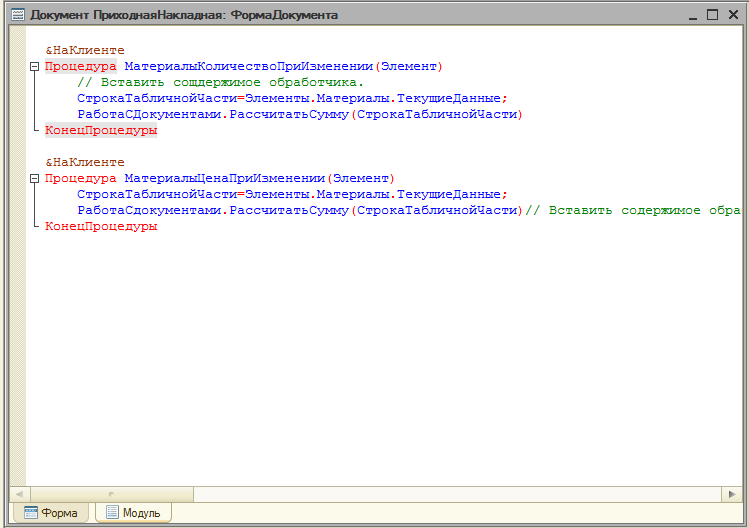 Документ ПриходнаяНакладная: ФормаДокумента
&НаКлиенте
Процедура МатериалыКоличествоПриИзменении(Элемент)
// Вставить сощдержимое обработчика.
СтрокаТабличнойЧасти=Элементы.Материалы.ТекущиеДанные;
РаботаСДокументами.РассчитатьСумму(СтрокаТабличнойЧасти)
КонецПроцедуры
&НаКлиенте
Процедура МатериалыЦенаПриИзменении(Элемент)
СтрокаТабличнойЧасти=Элементы.Материалы.ТекущиеДанные;
РаботаСдокументами.РассчитатьСумму(СтрокаТабличнойЧасти)// Вставить содержимое обра
КонецПроцедуры
Форма
Модуль